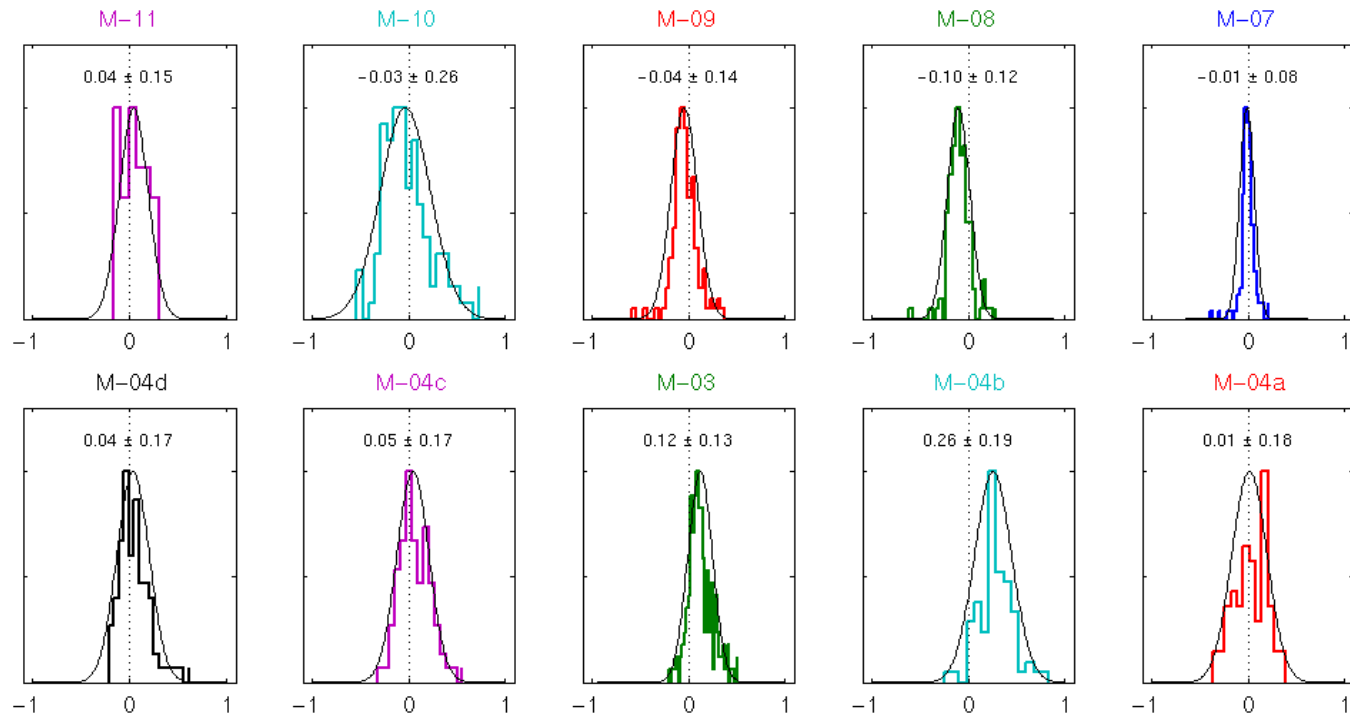 M-11 M-10 M-09 M-08 M-07
0.04 ± 0.15 -0.03 ± 0.26 -0.04 ± 0.14 -0.10 ± 0.12 -0.01 ± 0.08
-1 0 1 -1 0 1 -1 0 1 -1 0 1 -1 0 1
M-04d M-04c M-03 M-04b M-04a
0.04 ± 0.17 0.05 ± 0.17 0.12 ± 0.13 0.26 ± 0.19 0.01 ± 0.18
-1 0 1 -1 0 1 -1 0 1 -1 0 1 -1 0 1